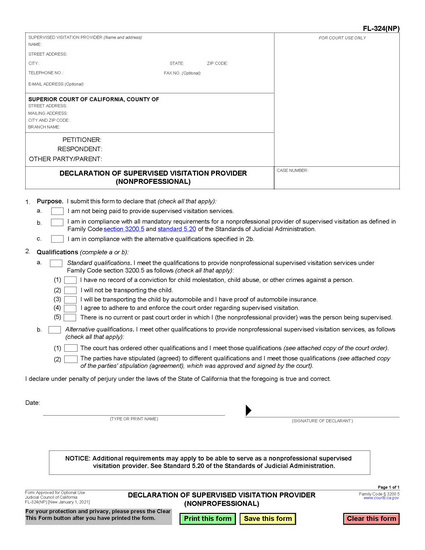 FL-324(NP)
SUPERVISED VISITATION PROVIDER (Name and address)
FOR COURT USE ONLY
NAME:
STREET ADDRESS:
CITY: STATE: ZIP CODE:
TELEPHONE NO.: FAX NO. (Optional):
E-MAIL ADDRESS (Optional):
SUPERIOR COURT OF CALIFORNIA, COUNTY OF
STREET ADDRESS:
MAILING ADDRESS:
CITY AND ZIP CODE:
BRANCH NAME:
PETITIONER:
RESPONDENT:
OTHER PARTY/PARENT:
DECLARATION OF SUPERVISED VISITATION PROVIDER
(NONPROFESSIONAL)
CASE NUMBER:
1. Purpose. I submit this form to declare that (check all that apply):
a. I am not being paid to provide supervised visitation services.
b. I am in compliance with all mandatory requirements for a nonprofessional provider of supervised visitation as defined in
Family Code section 3200.5 and standard 5.20 of the Standards of Judicial Administration.
c. I am in compliance with the alternative qualifications specified in 2b.
2. Qualifications (complete a or b):
a. Standard qualifications. I meet the qualifications to provide nonprofessional supervised visitation services under
Family Code section 3200.5 as follows (check all that apply):
(1) I have no record of a conviction for child molestation, child abuse, or other crimes against a person.
(2) I will not be transporting the child.
(3) I will be transporting the child by automobile and I have proof of automobile insurance.
(4) I agree to adhere to and enforce the court order regarding supervised visitation.
(5) There is no current or past court order in which I (the nonprofessional provider) was the person being supervised.
b. Alternative qualifications. I meet other qualifications to provide nonprofessional supervised visitation services, as follows
(check all that apply):
(1) The court has ordered other qualifications and I meet those qualifications (see attached copy of the court order).
(2) The parties have stipulated (agreed) to different qualifications and I meet those qualifications (see attached copy
of the parties' stipulation (agreement), which was approved and signed by the court).
I declare under penalty of perjury under the laws of the State of California that the foregoing is true and correct.
Date:
(TYPE OR PRINT NAME) (SIGNATURE OF DECLARANT)
NOTICE: Additional requirements may apply to be able to serve as a nonprofessional supervised
visitation provider. See Standard 5.20 of the Standards of Judicial Administration.
Page 1 of 1
Form Approved for Optional Use
Judicial Council of California
FL-324(NP) [New January 1, 2021]
DECLARATION OF SUPERVISED VISITATION PROVIDER
(NONPROFESSIONAL)
Family Code § 3200.5
www.courts.ca.gov
For your protection and privacy, please press the Clear
This Form button after you have printed the form.
Print this form Save this form Clear this form